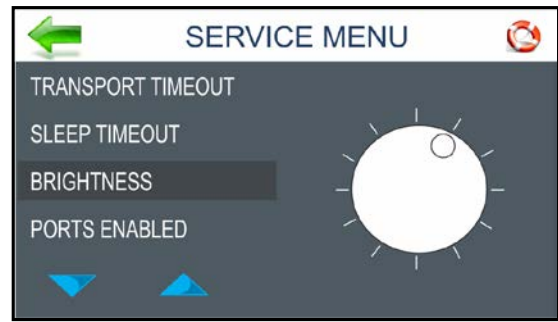 SERVICE MENU
TRANSPORT TIMEOUT
SLEEP TIMEOUT
BRIGHTNESS
PORTS ENABLED